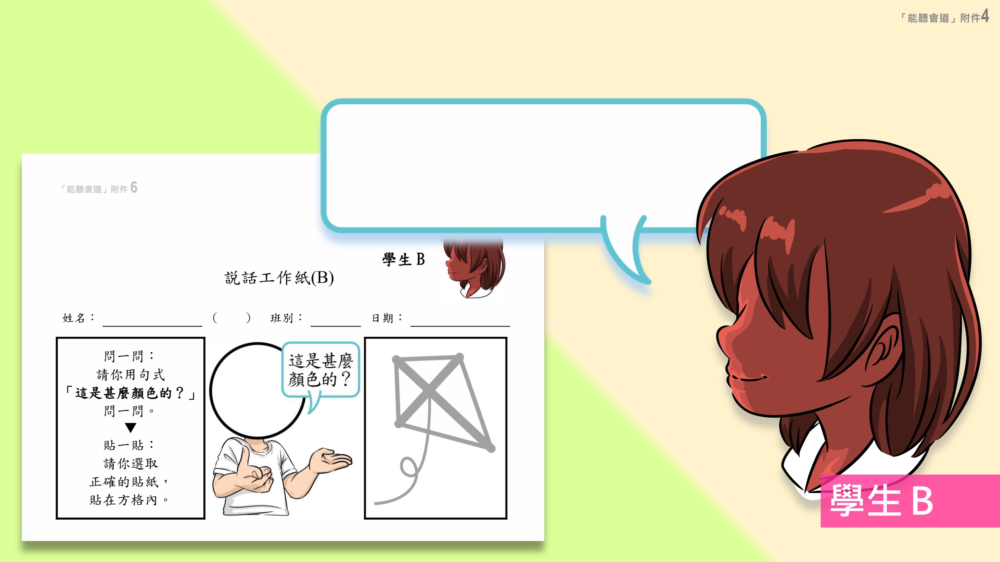 「能聽會道」附件4
「能聽會道」附件 6
學生 B
説話工作紙(B)
姓名： ( ) 班別： 日期：
問一問：
請你用句式
「這是甚麼顏色的？」
問一問。
▼
貼一貼：
請你選取
正確的貼紙，
貼在方格內。
這是甚麼
顏色的？
學生 B